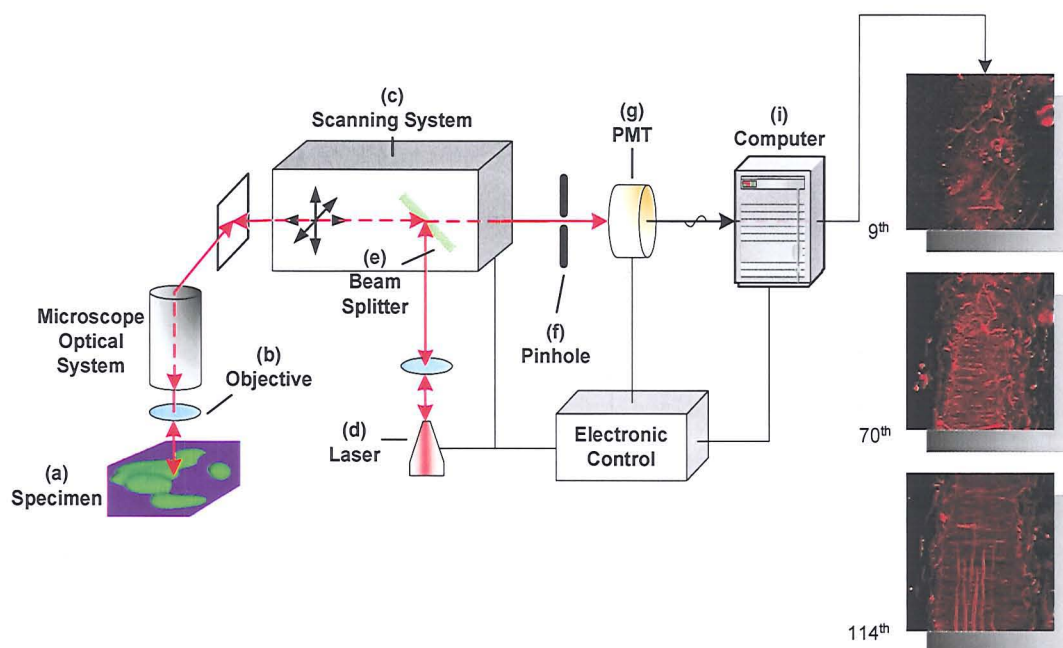 (c)
Scanning System
(g)
PMT
(i)
Computer
9th
(e)
Beam
Splitter
(f)
Pinhole
Microscope
Optical
System
(b)
Objective
(d)
Laser
Electronic
Control
70th
(a)
Specimen
114th